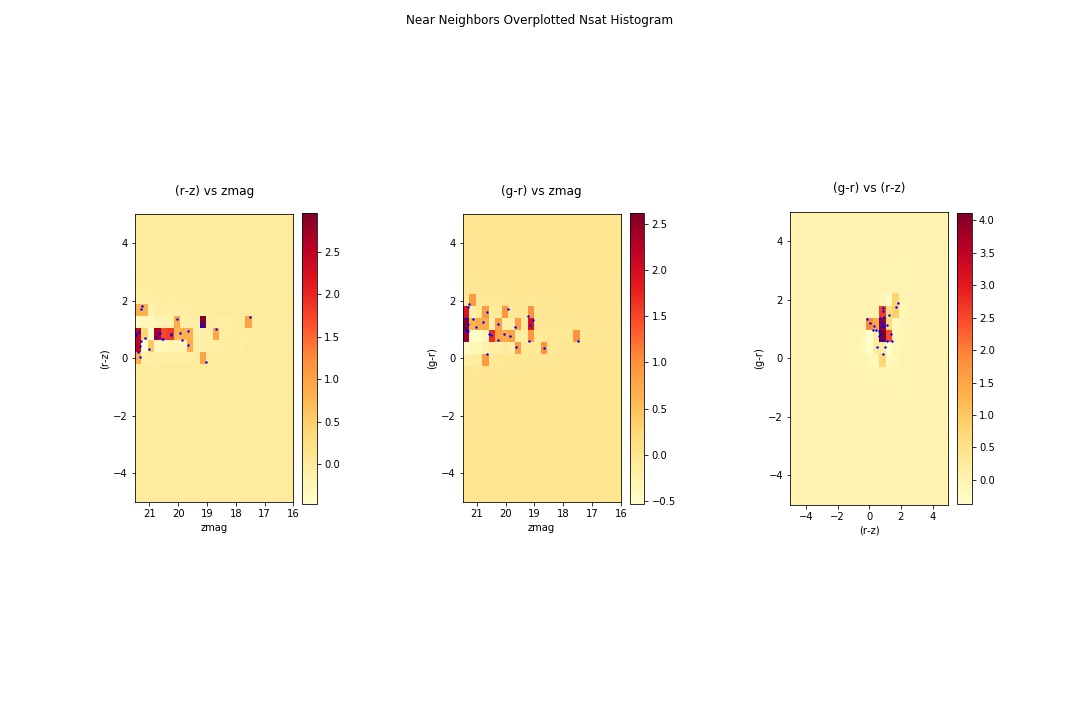 Near Neighbors Overplotted Nsat Histogram
(r-z) vs zmag
4
2
0
−2
−4
(r-z)
21 20 19 18 17 16
zmag
2.5
2.0
1.5
1.0
0.5
0.0
(g-r) vs zmag
4
2
0
−2
−4
(g-r)
21 20 19 18 17 16
zmag
2.5
2.0
1.5
1.0
0.5
0.0
−0.5
(g-r) vs (r-z)
4
2
0
−2
−4
(g-r)
−4 −2 0 2 4
(r-z)
4.0
3.5
3.0
2.5
2.0
1.5
1.0
0.5
0.0